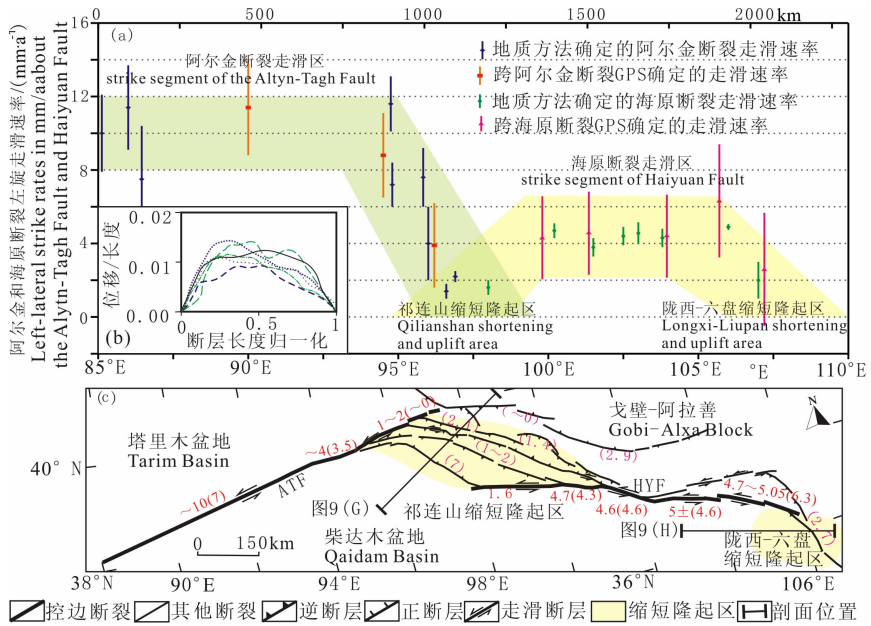 0 500 1000 1500 2000 km
16
12
8
4
0
阿尔金和海原断裂左旋走滑速率/(mm·a⁻¹)
Left-lateral strike rates in mm/aabout
the Alytn-Tagh Fault and Haiyuan Fault
(a)
阿尔金断裂走滑区
strike segment of the Altyn-Tagh Fault
地质方法确定的阿尔金断裂走滑速率
跨阿尔金断裂GPS确定的走滑速率
地质方法确定的海原断裂走滑速率
跨海原断裂GPS确定的走滑速率
海原断裂走滑区
strike segment of Haiyuan Fault
祁连山缩短隆起区
Qilianshan shortening
and uplift area
陇西-六盘缩短隆起区
Longxi-Liupan shortening
and uplift area
0.02
0.01
0.00
位移/长度
(b)
0 0.5 1
断层长度归一化
85°E 90°E 95°E 100°E 105 °E 110°E
(c)
塔里木盆地
Tarim Basin
戈壁-阿拉善
Gobi-Alxa Block
N
40° N
1~2(~0)
(~0)
(2.4)
(1.4)
(1~2)
(2.9)
~4(3.5)
(7)
~10(7)
ATF
HYF
1.6
4.7(4.3)
4.6(4.6)
4.7~5.05(6.3)
5±(4.6)
(2.7)
图9(G)
祁连山缩短隆起区
图9(H)
陇西-六盘
缩短隆起区
柴达木盆地
Qaidam Basin
0 150km
38°N 90°E 94°E 98°E 36°N 106°E
控边断裂 其他断裂 逆断层 正断层 走滑断层 缩短隆起区 剖面位置